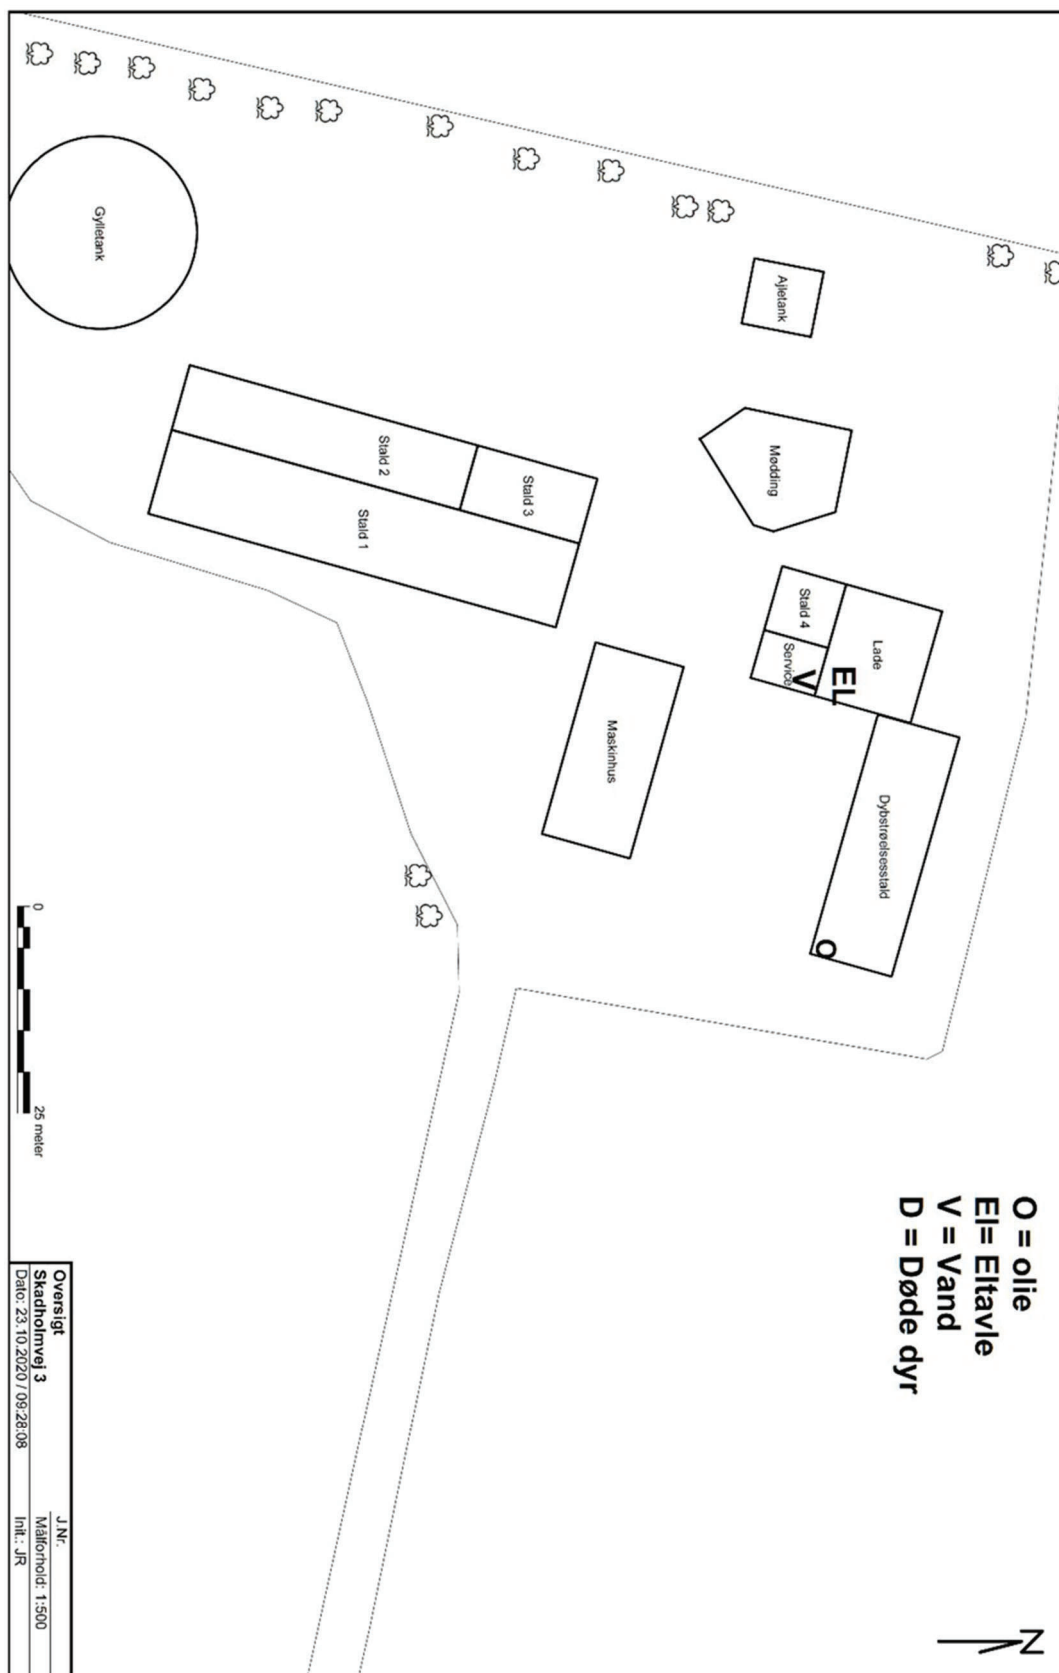 O = olie
El= Eltavle
V = Vand
D = Døde dyr
N
Gylletank
Ajletank
Mødding
Stald 2
Stald 3
Stald 1
Stald 4
Lade
Service
V
EL
Maskinhus
Dybstrøelsesstald
O
0
25 meter
Oversigt
J.Nr.
Skadholmvej 3
Målforhold: 1:500
Dato: 23.10.2020 / 09:28:08
Init.: JR